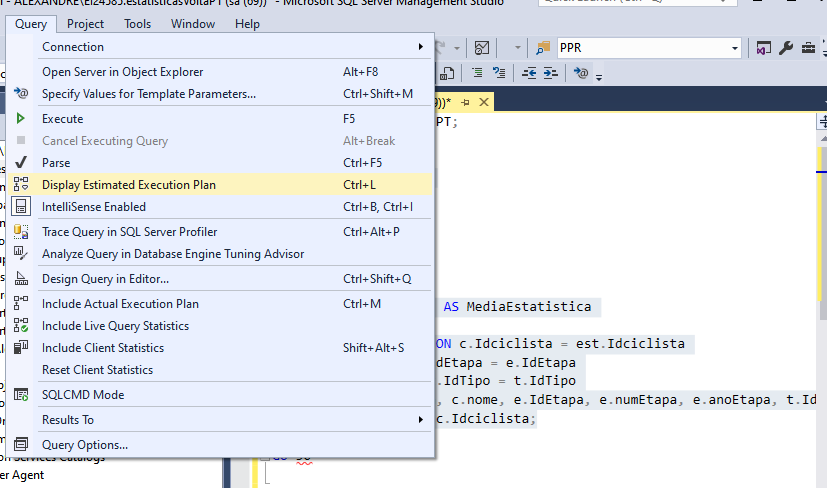 ALEXANDRE\EI24585.estatisticasVoltaPT (sa (69))* - Microsoft SQL Server Management Studio
Query Project Tools Window Help
PPR
Connection
Open Server in Object Explorer Alt+F8
Specify Values for Template Parameters... Ctrl+Shift+M
Execute F5
9))*
PT;
Cancel Executing Query Alt+Break
Parse Ctrl+F5
Display Estimated Execution Plan Ctrl+L
IntelliSense Enabled Ctrl+B, Ctrl+I
Trace Query in SQL Server Profiler Ctrl+Alt+P
Analyze Query in Database Engine Tuning Advisor
Design Query in Editor... Ctrl+Shift+Q
Include Actual Execution Plan Ctrl+M
AS MediaEstatistica
Include Live Query Statistics
Include Client Statistics Shift+Alt+S
ON c.Idciclista = est.Idciclista
Reset Client Statistics
dEtapa = e.IdEtapa
.IdTipo = t.IdTipo
SQLCMD Mode
, c.nome, e.IdEtapa, e.numEtapa, e.anoEtapa, t.Id
Results To
c.Idciclista;
Query Options...
er Agent